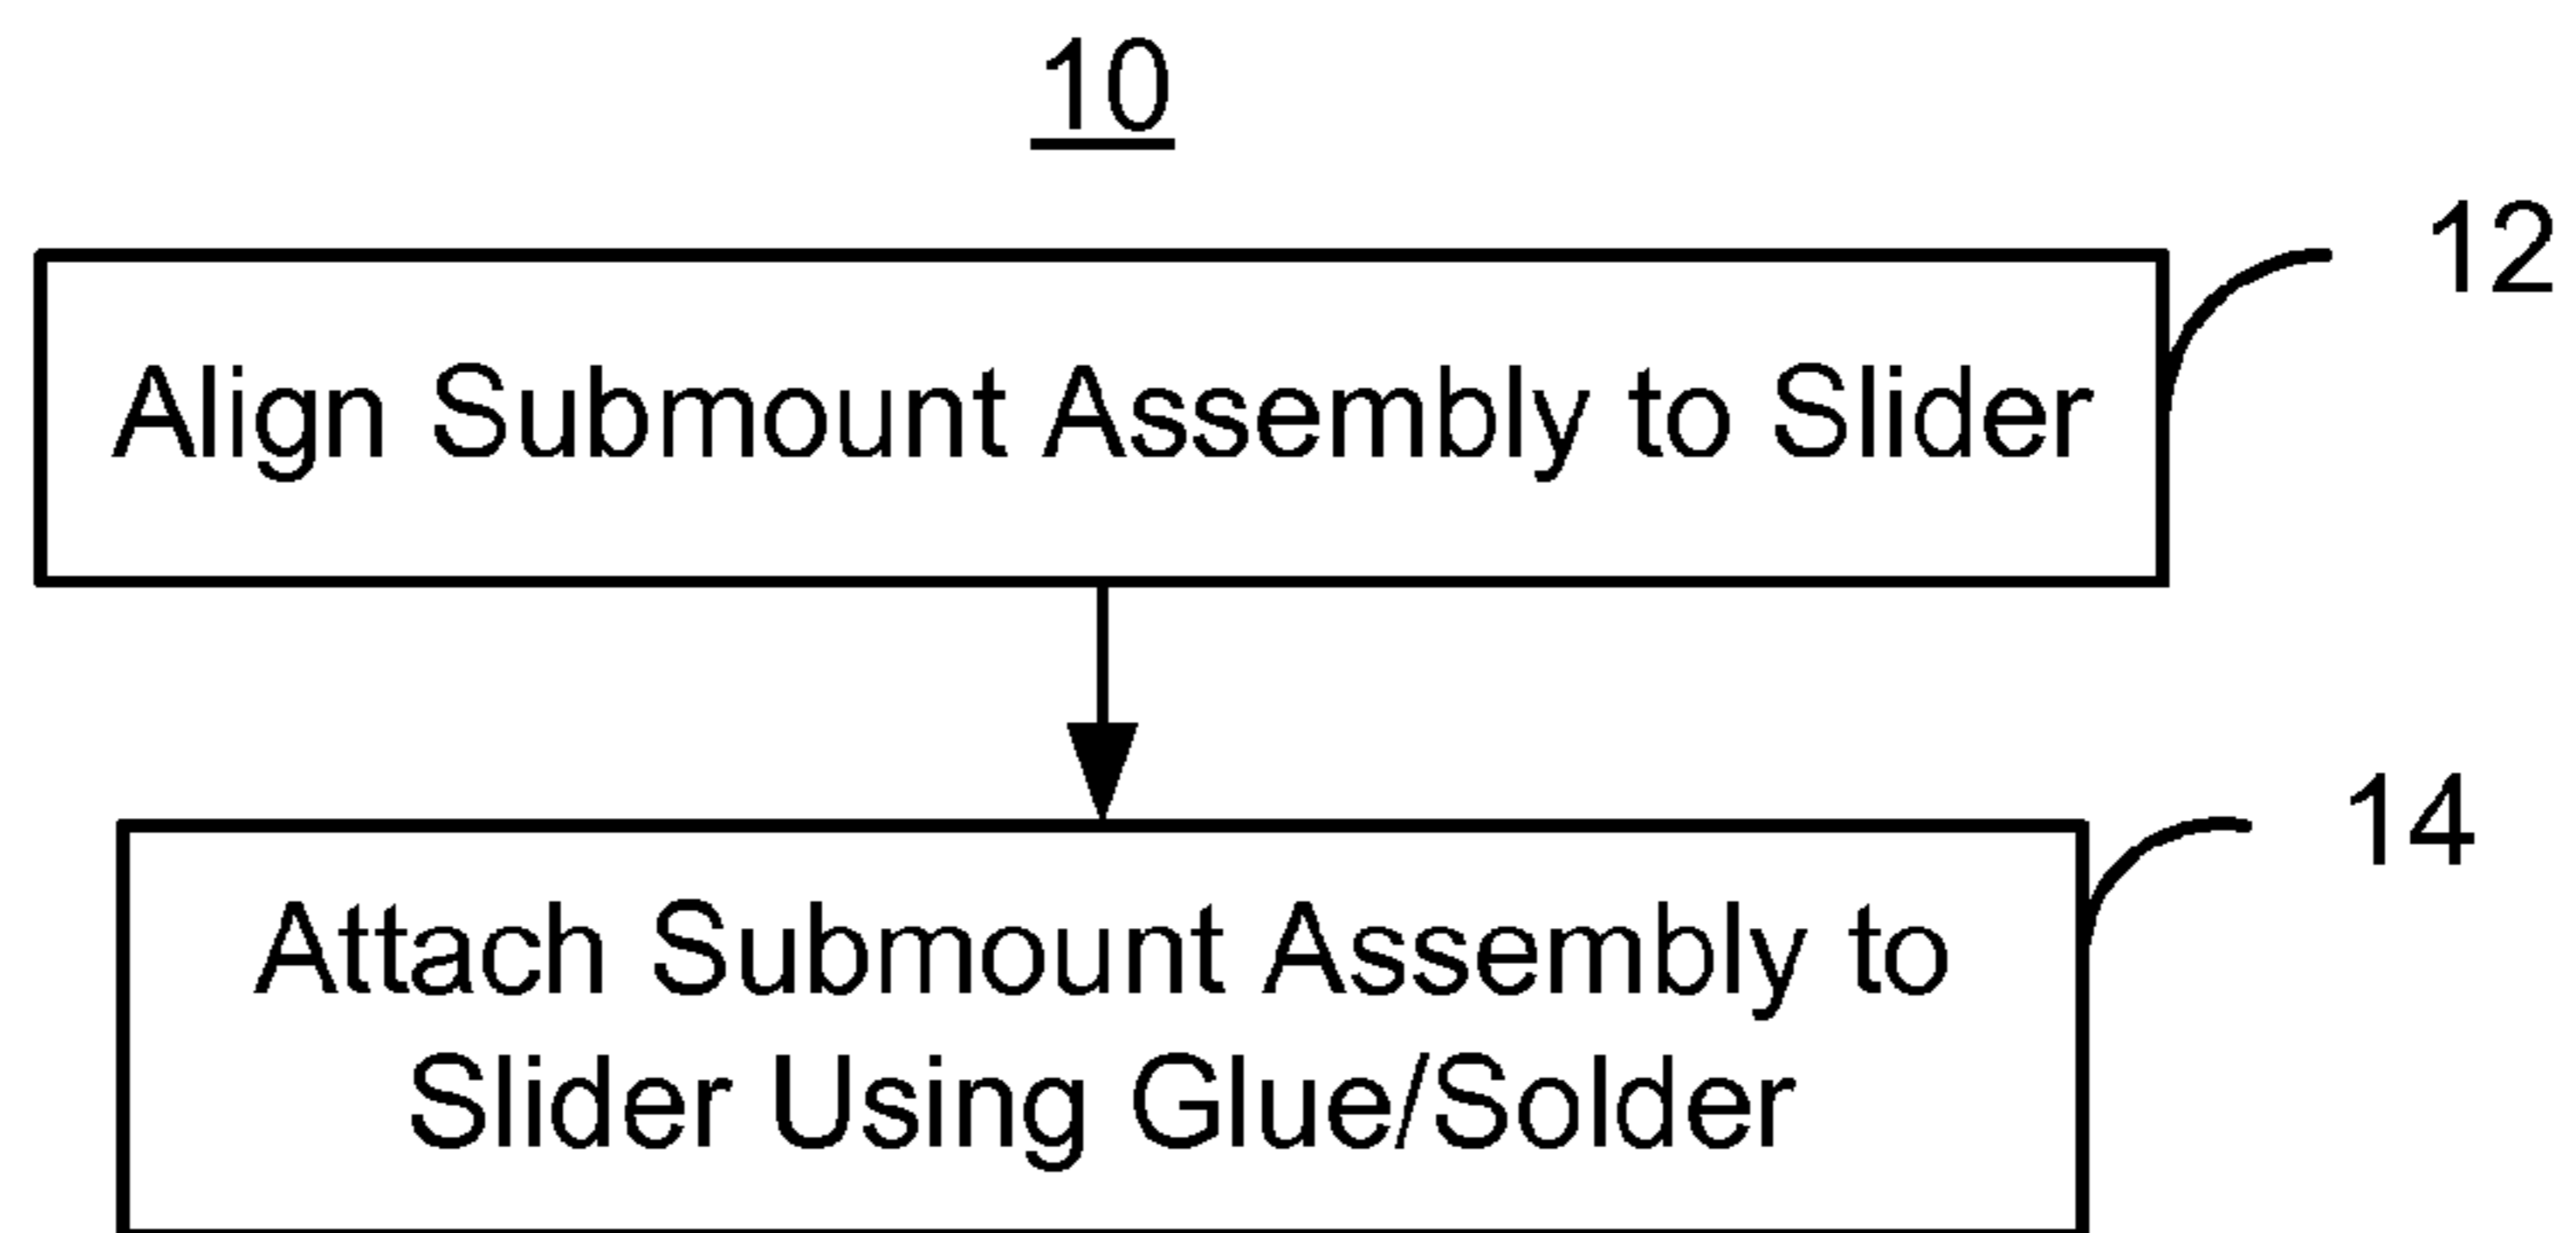 10
12
Align Submount Assembly to Slider
14
Attach Submount Assembly to
Slider Using Glue/Solder